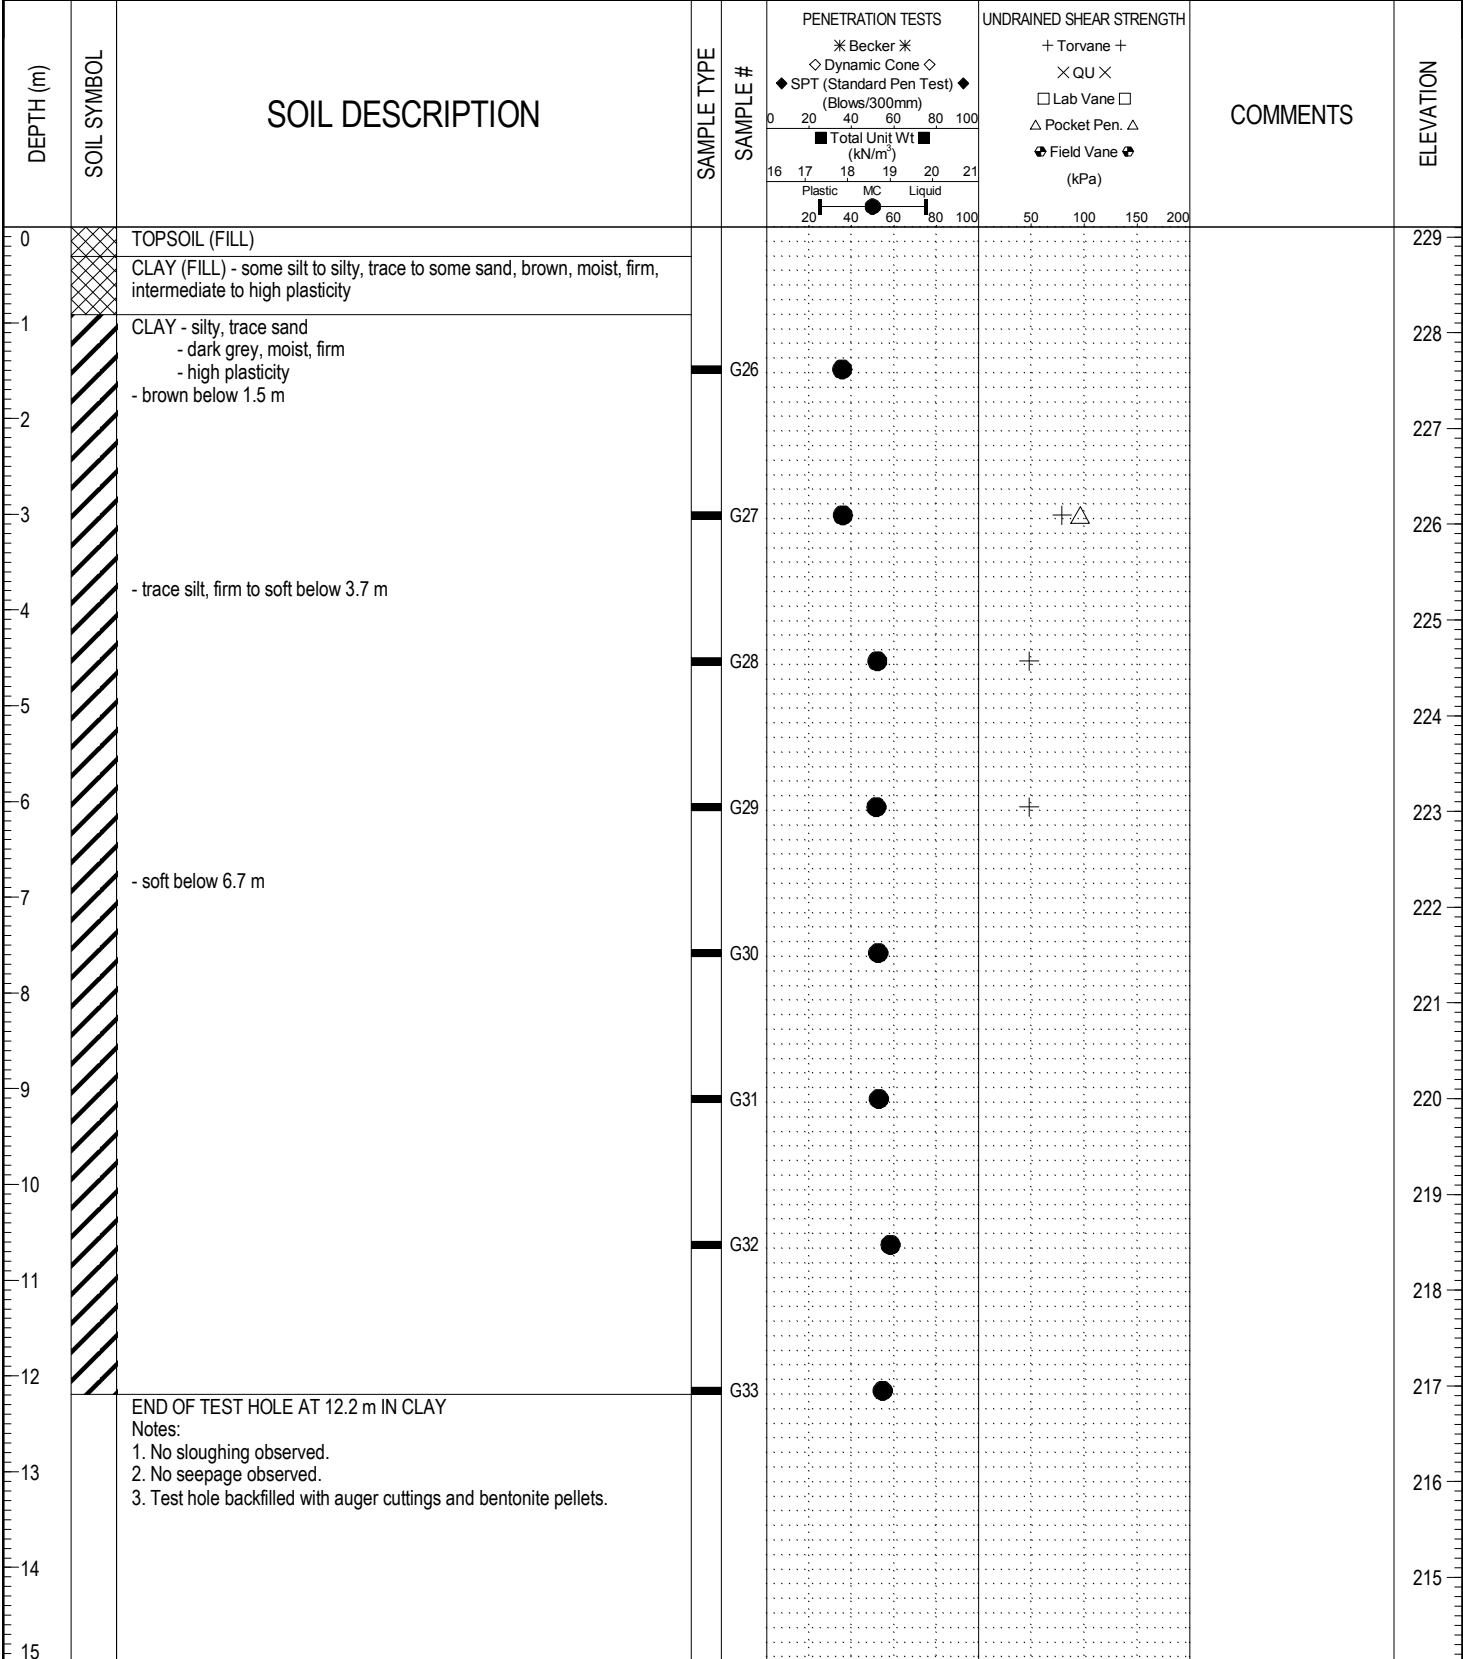 DEPTH (m)
SOIL SYMBOL
SOIL DESCRIPTION
SAMPLE TYPE
SAMPLE #
PENETRATION TESTS
✳ Becker ✳
◇ Dynamic Cone ◇
◆ SPT (Standard Pen Test) ◆
(Blows/300mm)
0 20 40 60 80 100
■ Total Unit Wt ■
(kN/m³)
16 17 18 19 20 21
Plastic MC Liquid
20 40 60 80 100
UNDRAINED SHEAR STRENGTH
+ Torvane +
× QU ×
□ Lab Vane □
△ Pocket Pen. △
Field Vane
(kPa)
50 100 150 200
COMMENTS
ELEVATION
0 TOPSOIL (FILL) 229
CLAY (FILL) - some silt to silty, trace to some sand, brown, moist, firm,
intermediate to high plasticity
1 CLAY - silty, trace sand 228
- dark grey, moist, firm
- high plasticity G26
- brown below 1.5 m
2 227
3 G27 226
- trace silt, firm to soft below 3.7 m
4 225
G28
5 224
6 G29 223
- soft below 6.7 m
7 222
G30
8 221
9 G31 220
10 219
G32
11 218
12 G33 217
END OF TEST HOLE AT 12.2 m IN CLAY
Notes:
1. No sloughing observed.
13 2. No seepage observed. 216
3. Test hole backfilled with auger cuttings and bentonite pellets.
14 215
15